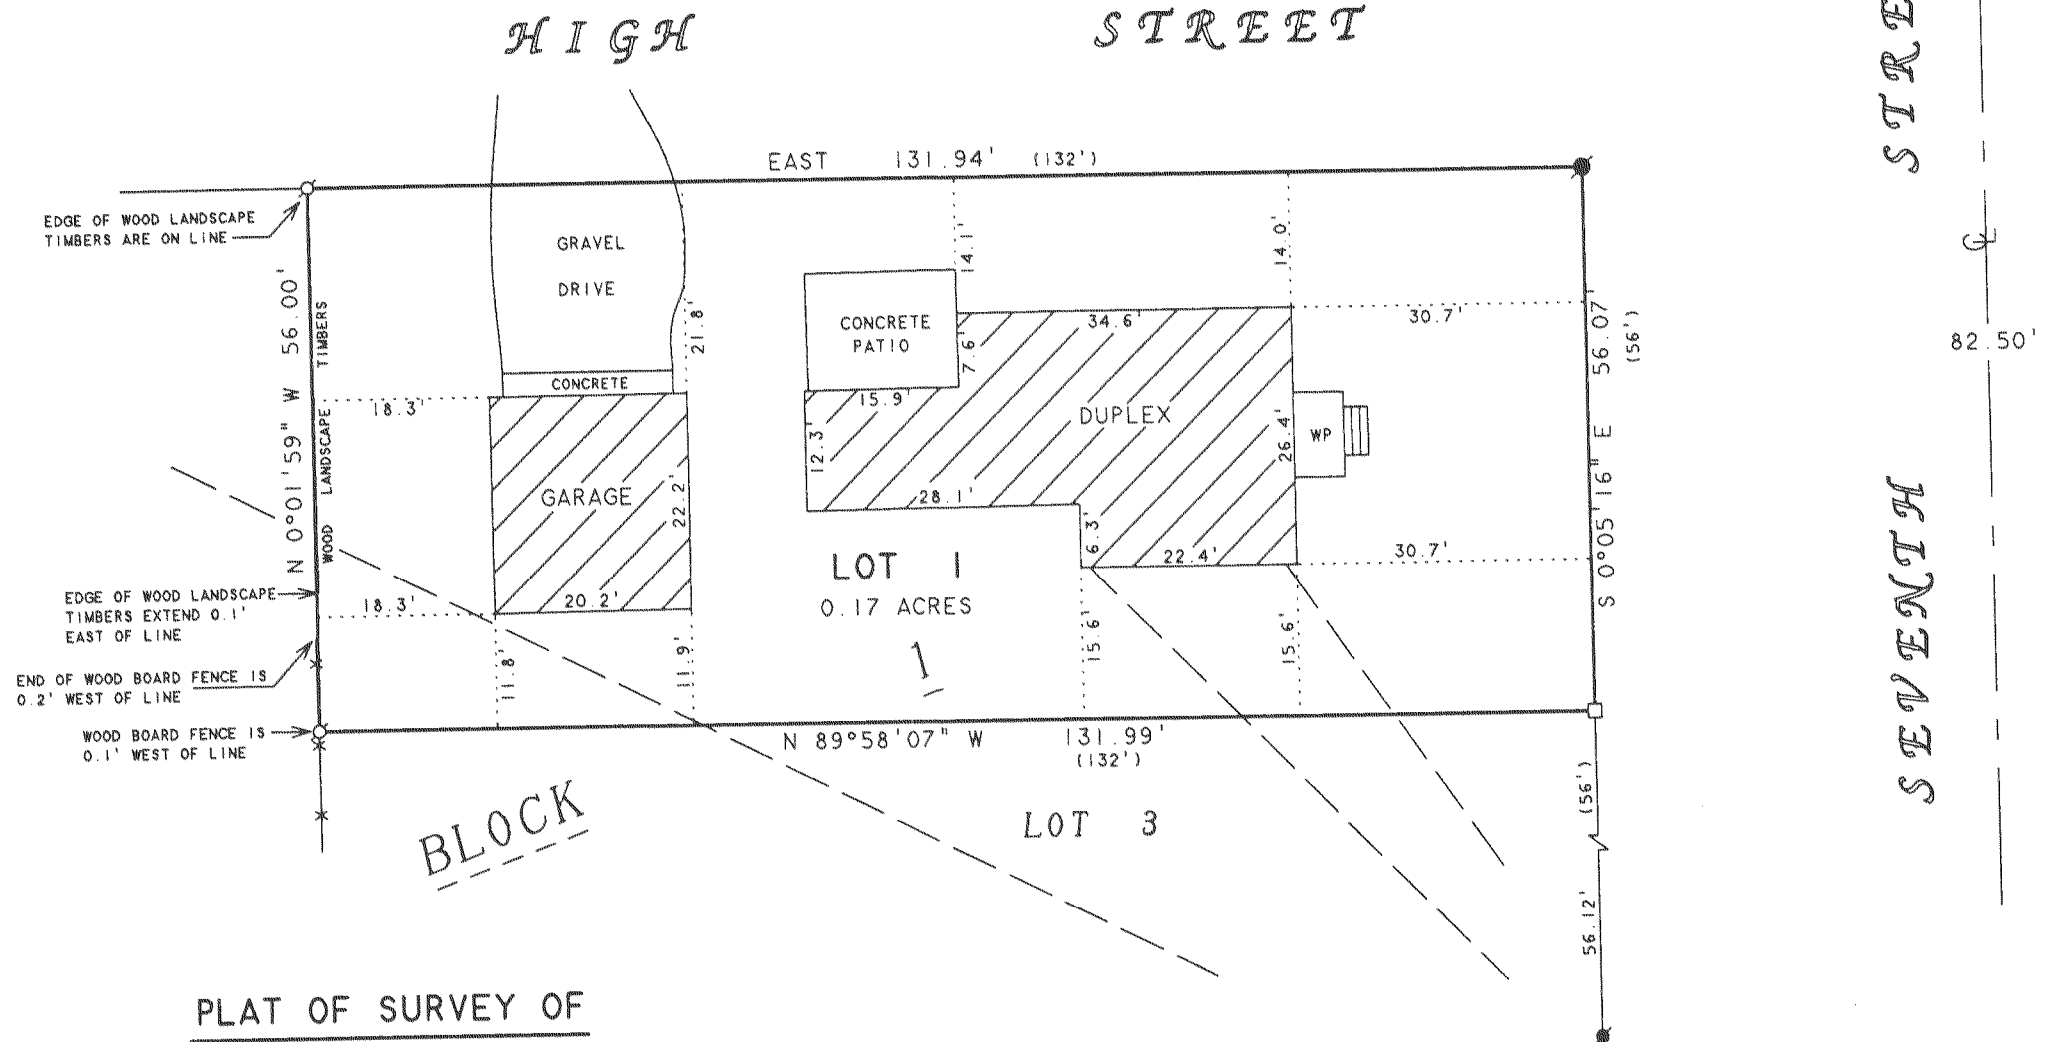 HIGH STREET
STRE
EAST 131.94' (132')
EDGE OF WOOD LANDSCAPE
TIMBERS ARE ON LINE
GRAVEL
DRIVE
14.1'
14.0'
N 0°01'59" W 56.00'
WOOD LANDSCAPE TIMBERS
21.8'
CONCRETE
PATIO
7.6'
34.6'
30.7'
S 0°05'16" E 56.07'
(56')
82.50'
CONCRETE
18.3'
15.9'
DUPLEX
12.3'
26.4'
WP
GARAGE
22.2'
28.1'
6.3'
22.4'
30.7'
SEVENTH
LOT 1
0.17 ACRES
1
EDGE OF WOOD LANDSCAPE
TIMBERS EXTEND 0.1'
EAST OF LINE
18.3'
20.2'
11.8'
11.9'
15.6'
15.6'
END OF WOOD BOARD FENCE IS
0.2' WEST OF LINE
WOOD BOARD FENCE IS
0.1' WEST OF LINE
N 89°58'07" W 131.99'
(132')
BLOCK
LOT 3
(56')
56.12'
PLAT OF SURVEY OF